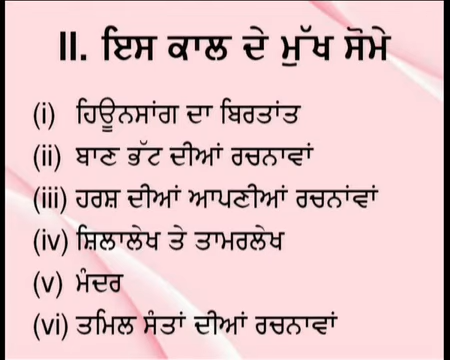 II. ਇਸ ਕਾਲ ਦੇ ਮੁੱਖ ਸੋਮੇ
(i) ਹਿਊਨਸਾਂਗ ਦਾ ਬਿਰਤਾਂਤ
(ii) ਬਾਣ ਭੱਟ ਦੀਆਂ ਰਚਨਾਵਾਂ
(iii) ਹਰਸ਼ ਦੀਆਂ ਆਪਣੀਆਂ ਰਚਨਾਂਵਾਂ
(iv) ਸ਼ਿਲਾਲੇਖ ਤੇ ਤਾਮਰਲੇਖ
(v) ਮੰਦਰ
(vi) ਤਮਿਲ ਸੰਤਾਂ ਦੀਆਂ ਰਚਨਾਵਾਂ